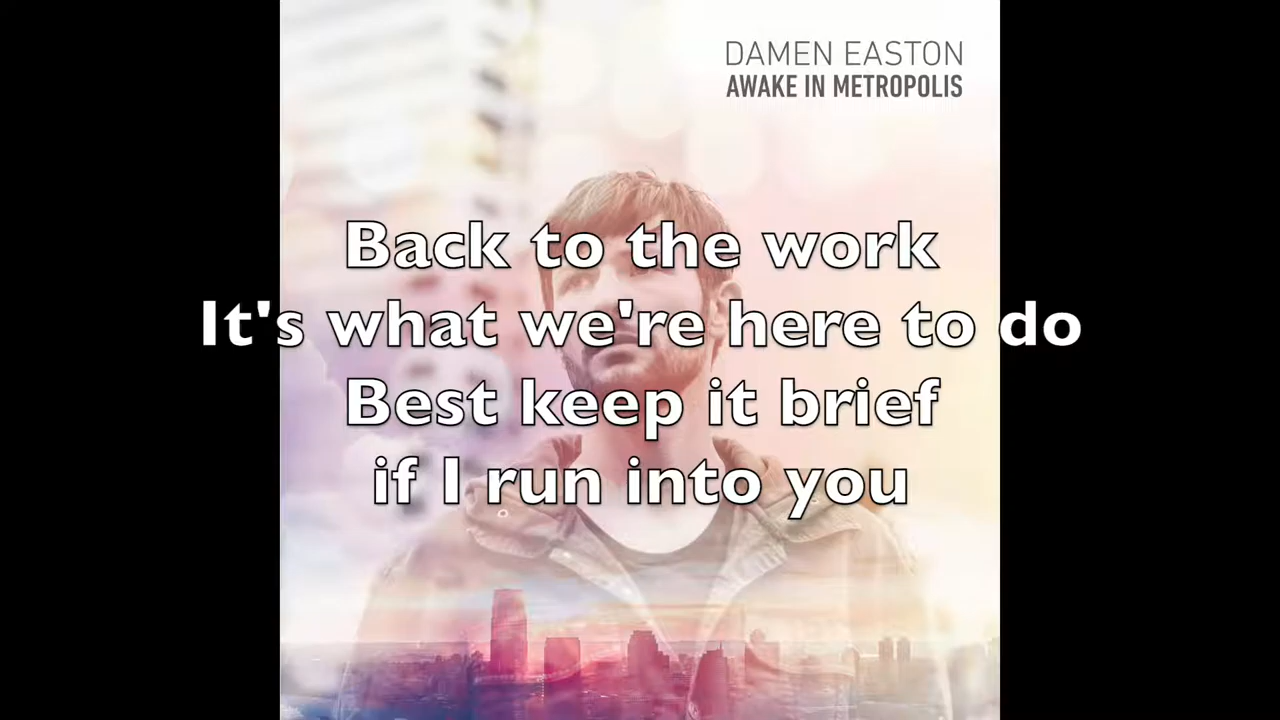 DAMEN EASTON
AWAKE IN METROPOLIS
Back to the work
It's what we're here to do
Best keep it brief
if I run into you